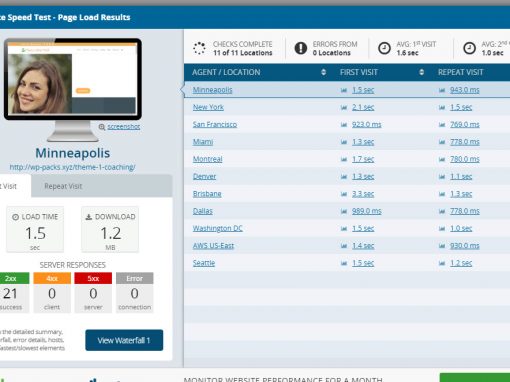 te Speed Test - Page Load Results
CHECKS COMPLETE
11 of 11 Locations
ERRORS FROM
0 Locations
AVG: 1st VISIT
1.6 sec
AVG: 2nd
1.0 sec
AGENT / LOCATION FIRST VISIT REPEAT VISIT
Minneapolis 1.5 sec 943.0 ms
New York 2.1 sec 1.5 sec
San Francisco 923.0 ms 769.0 ms
Miami 1.3 sec 778.0 ms
Montreal 1.7 sec 780.0 ms
Denver 1.3 sec 1.1 sec
Brisbane 3.3 sec 1.3 sec
Dallas 989.0 ms 778.0 ms
Washington DC 1.5 sec 1.0 sec
AWS US-East 1.4 sec 930.0 ms
Seattle 1.5 sec 1.2 sec
screenshot
Minneapolis
http://wp-packs.xyz/theme-1-coaching/
t Visit Repeat Visit
LOAD TIME
1.5
sec
DOWNLOAD
1.2
MB
SERVER RESPONSES
2xx 4xx 5xx Error
21 0 0 0
success client server connection
the detailed summary,
rfall, error details, hosts,
fastest/slowest elements
View Waterfall 1
MONITOR WEBSITE PERFORMANCE FOR A MONTH